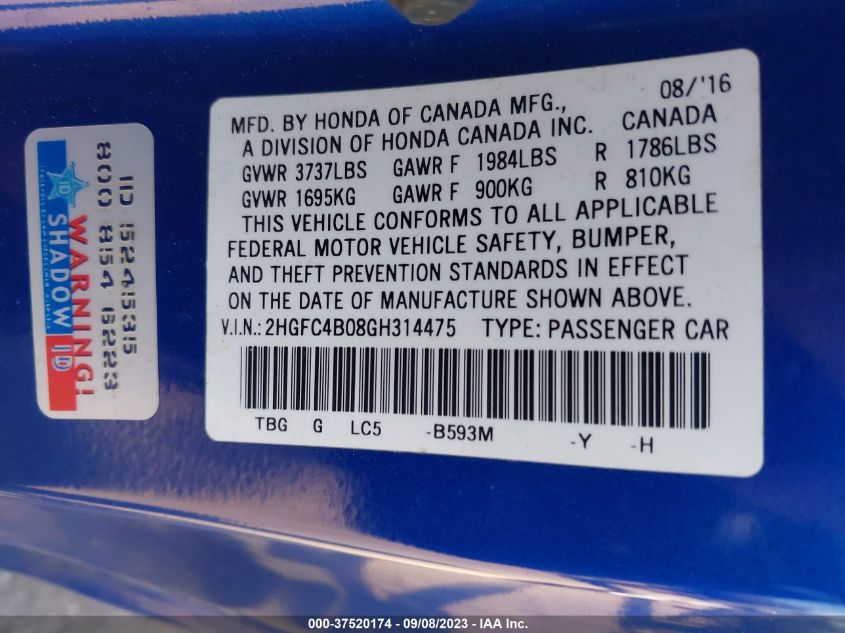 08/'16
MFD. BY HONDA OF CANADA MFG.,
A DIVISION OF HONDA CANADA INC. CANADA
GVWR 3737LBS GAWR F 1984LBS R 1786LBS
GVWR 1695KG GAWR F 900KG R 810KG
THIS VEHICLE CONFORMS TO ALL APPLICABLE
FEDERAL MOTOR VEHICLE SAFETY, BUMPER,
AND THEFT PREVENTION STANDARDS IN EFFECT
ON THE DATE OF MANUFACTURE SHOWN ABOVE.
V.I.N.: 2HGFC4B08GH314475 TYPE: PASSENGER CAR
TBG G LC5 -B593M -Y -H
ID 5245535
800 854 6223
WARNING!
SHADOW ID
ID
000-37520174 - 09/08/2023 - IAA Inc.